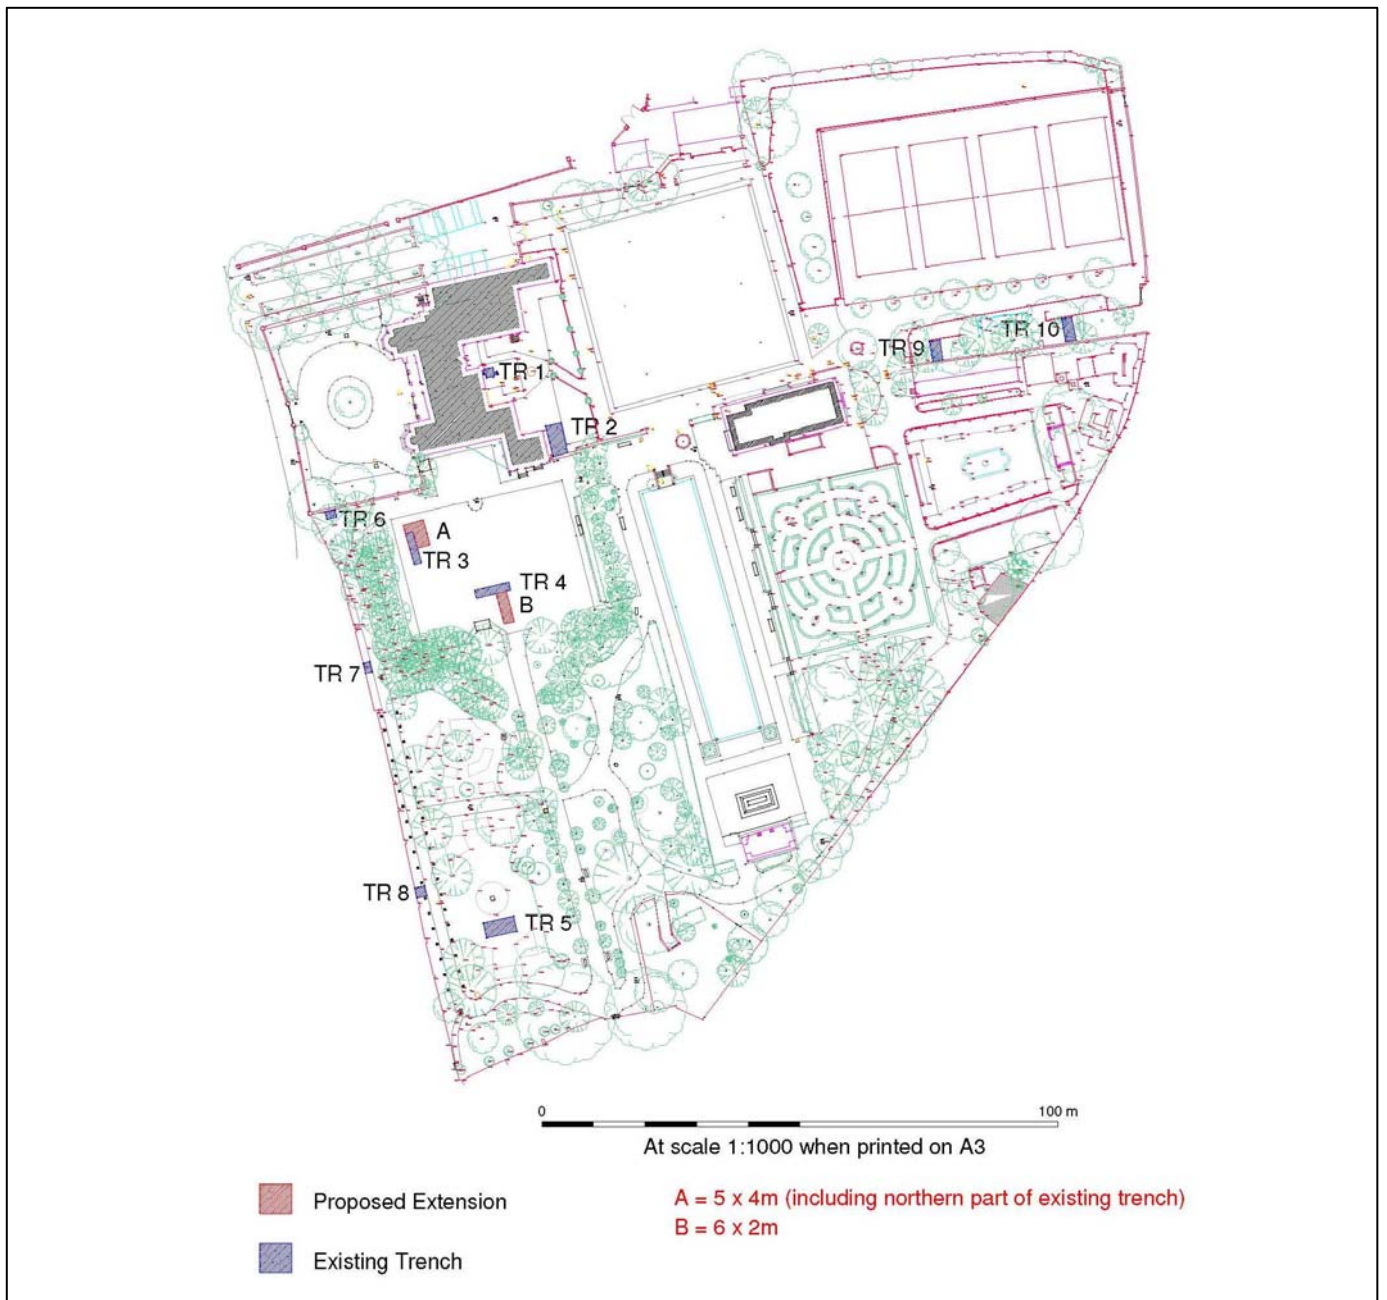 TR 10
TR 9
TR 1
TR 2
TR 6
A
TR 3
TR 4
B
TR 7
TR 8
TR 5
0
100 m
At scale 1:1000 when printed on A3
Proposed Extension
A = 5 x 4m (including northern part of existing trench)
B = 6 x 2m
Existing Trench